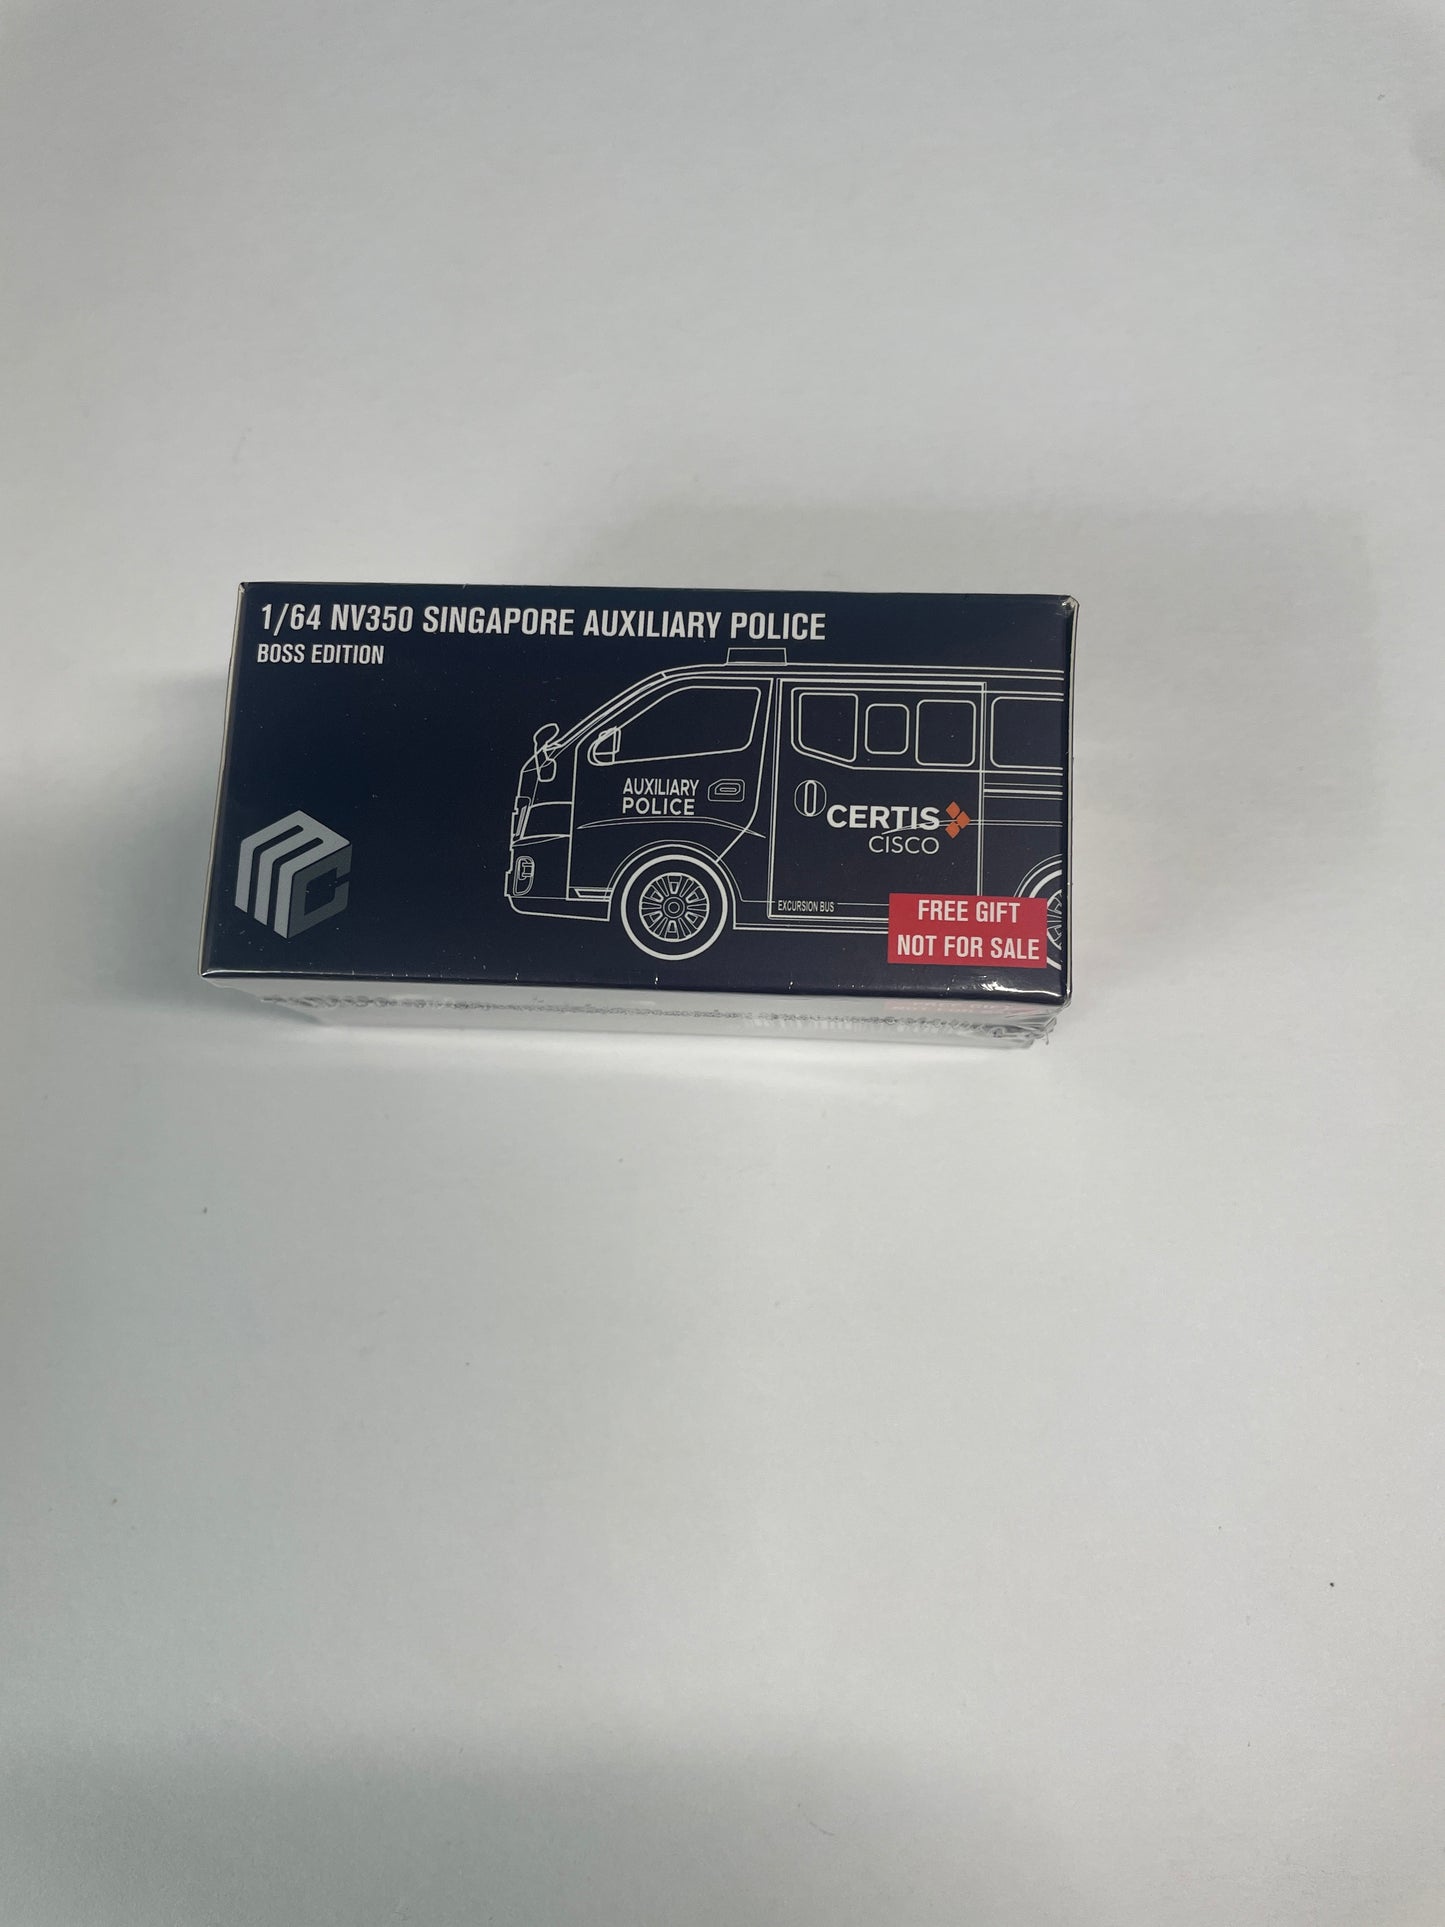 1/64 NV350 SINGAPORE AUXILIARY POLICE
BOSS EDITION
AUXILIARY
POLICE
CERTIS
CISCO
EXCURSION BUS
MC
FREE GIFT
NOT FOR SALE